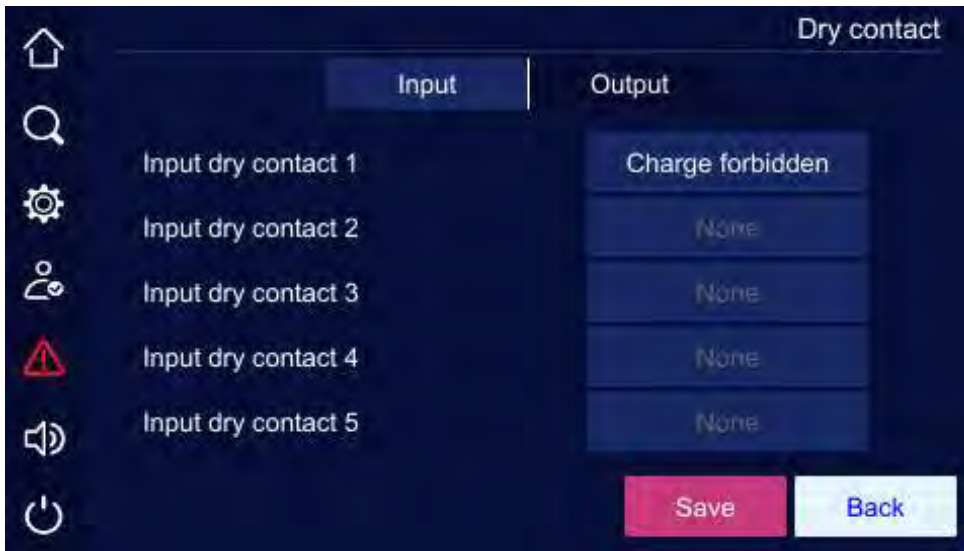 Dry contact
Input Output
Input dry contact 1 Charge forbidden
Input dry contact 2 None
Input dry contact 3 None
Input dry contact 4 None
Input dry contact 5 None
Save Back